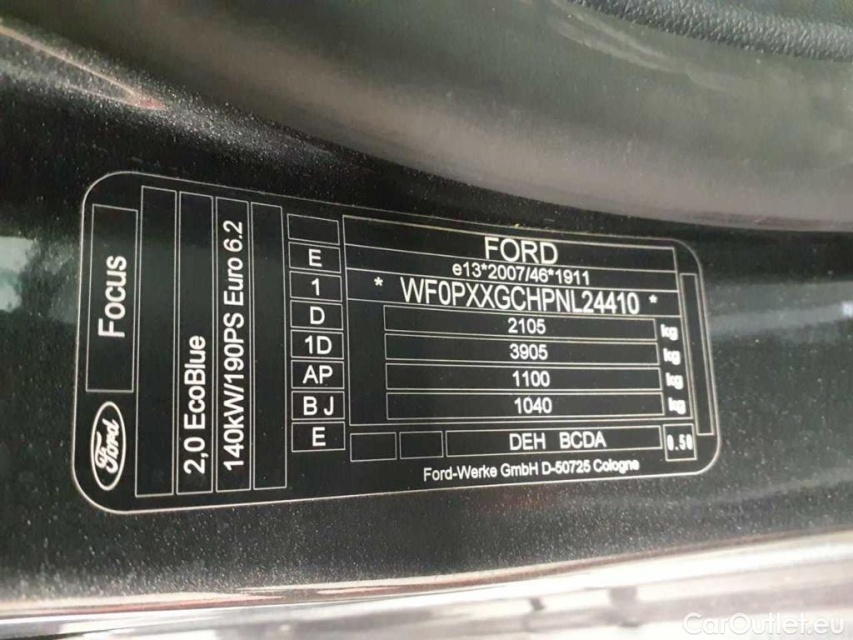 Focus
Ford
2,0 EcoBlue
140kW/190PS Euro 6.2
E
1
D
1D
AP
BJ
E
FORD
e13*2007/46*1911
* WF0PXXGCHPNL24410 *
2105 kg
3905 kg
1100 kg
1040 kg
DEH BCDA 0.50
Ford-Werke GmbH D-50725 Cologne
CarOutlet.eu